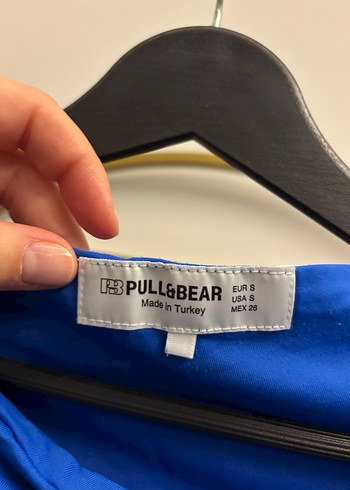 PB PULL&BEAR
Made in Turkey
EUR S
USA S
MEX 26